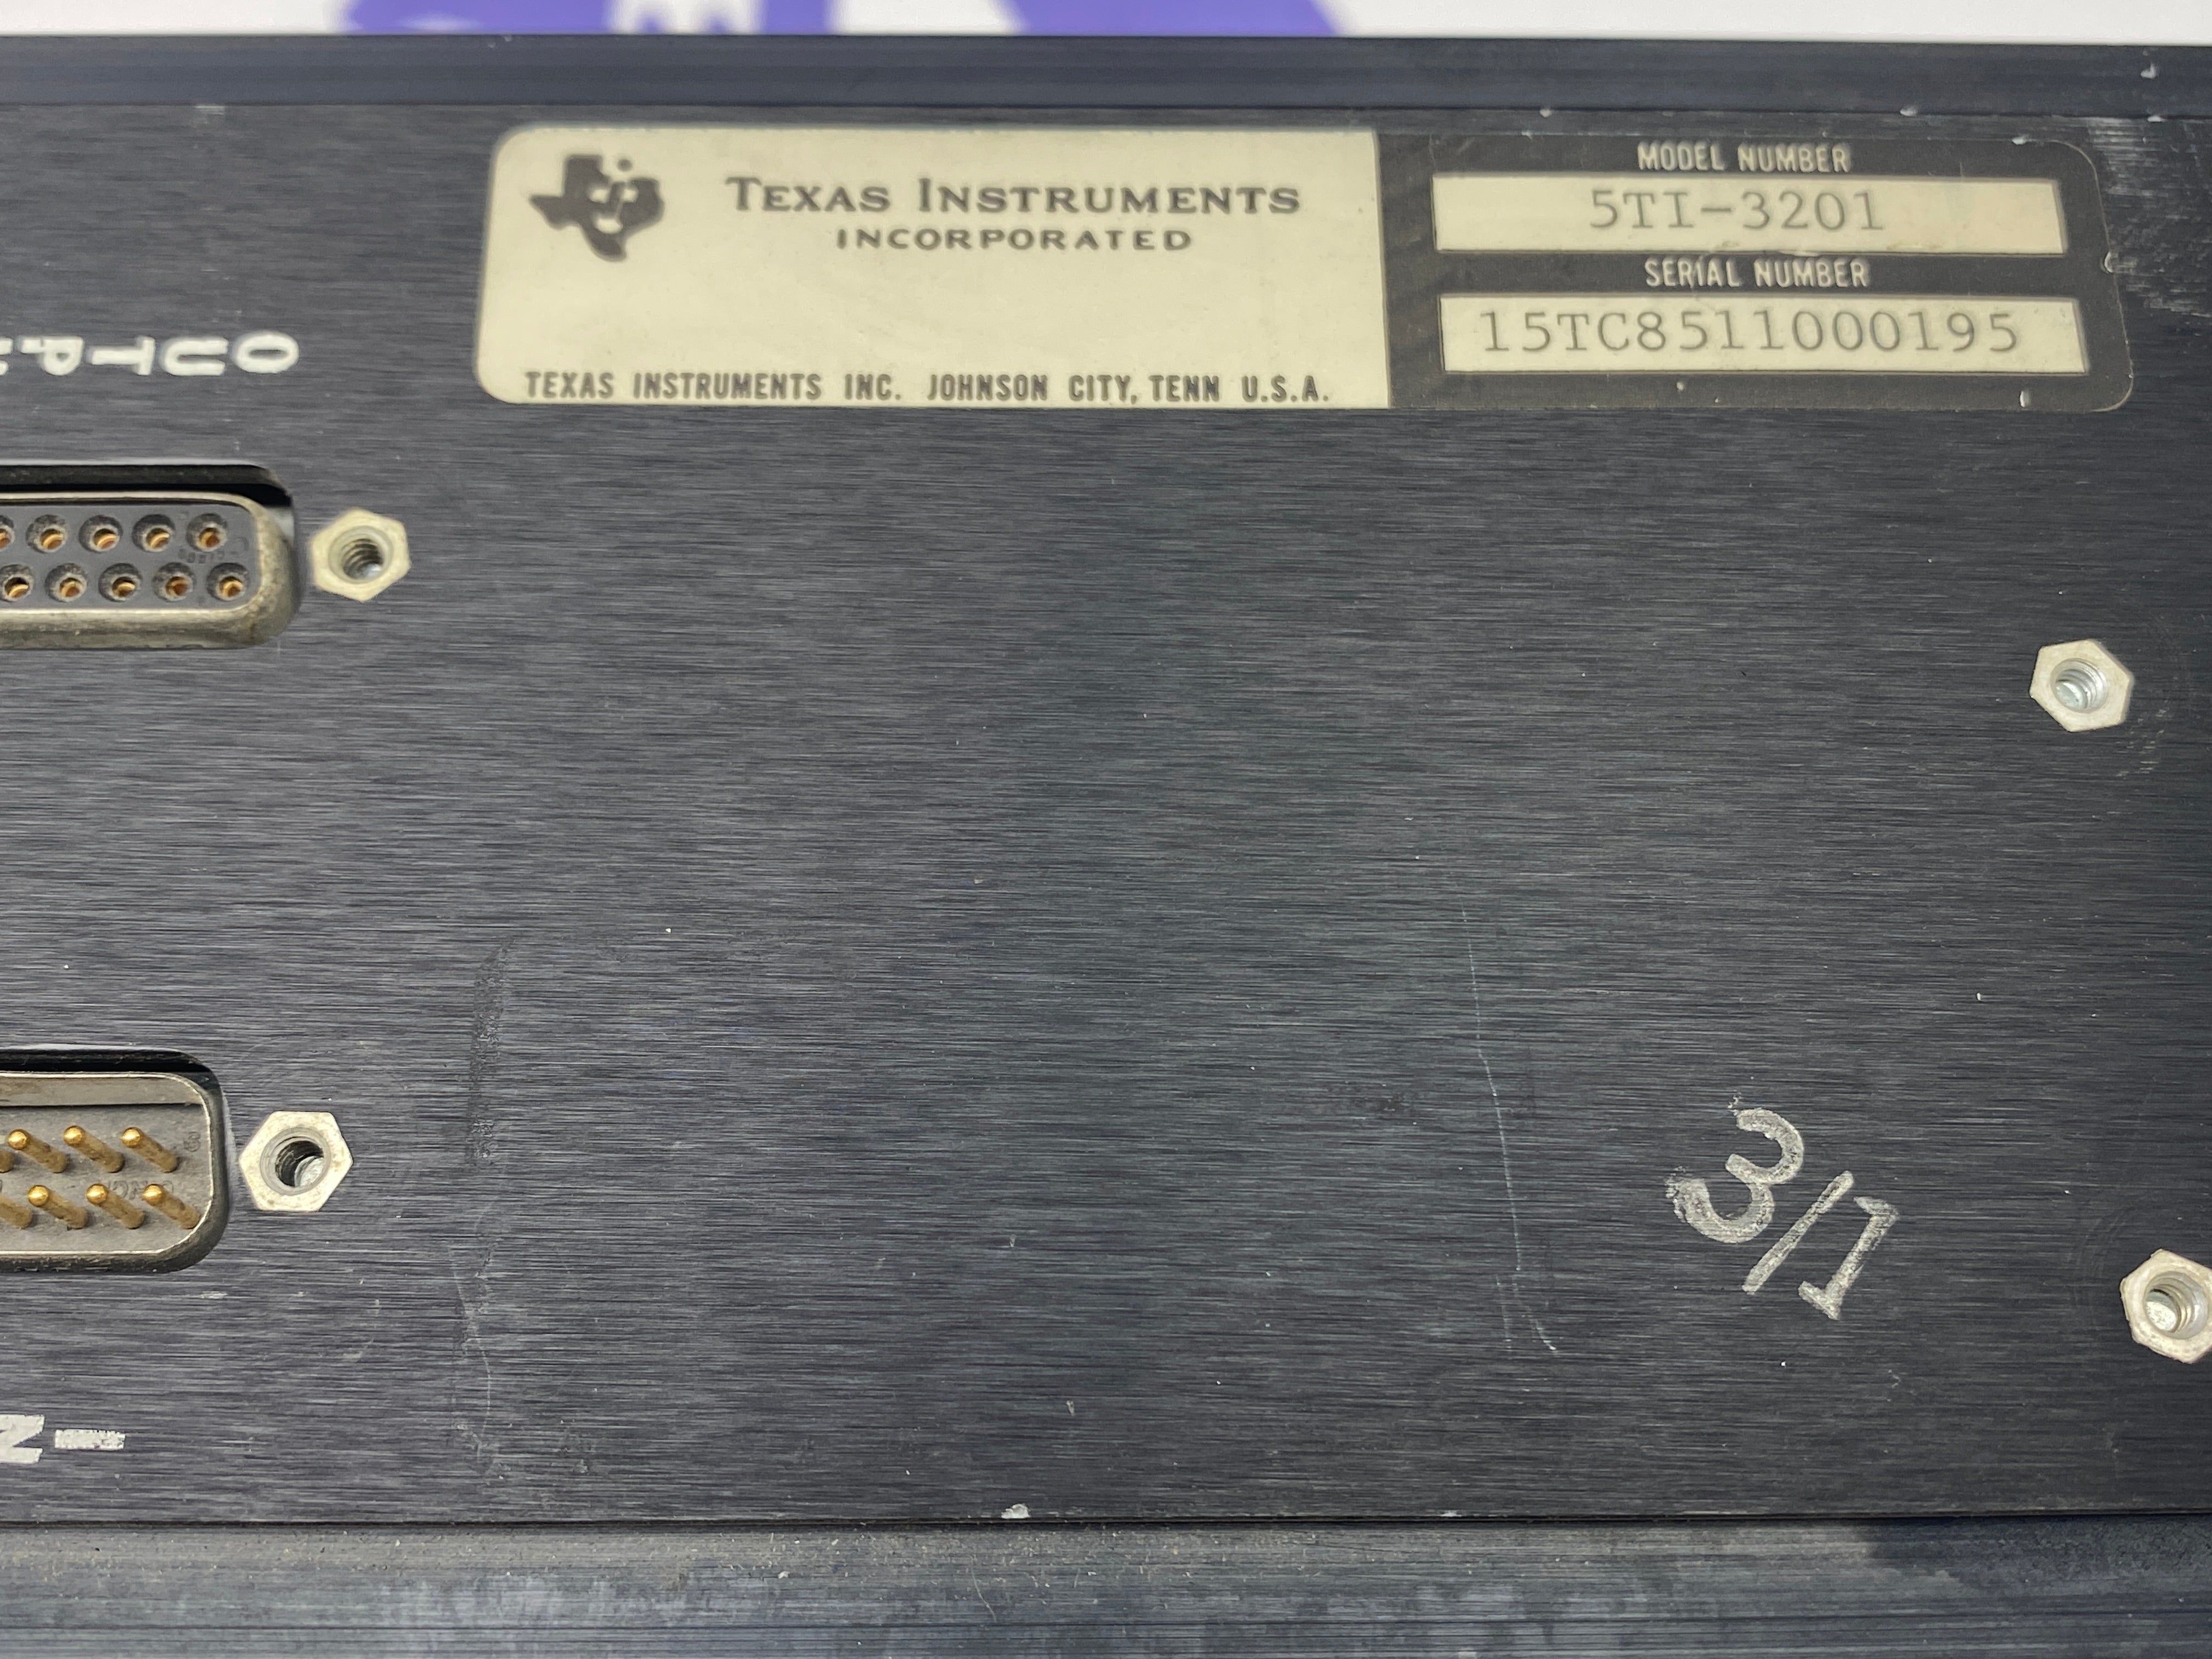 TEXAS INSTRUMENTS
INCORPORATED
TEXAS INSTRUMENTS INC. JOHNSON CITY, TENN U.S.A.
MODEL NUMBER
5TI-3201
SERIAL NUMBER
15TC8511000195
3/1